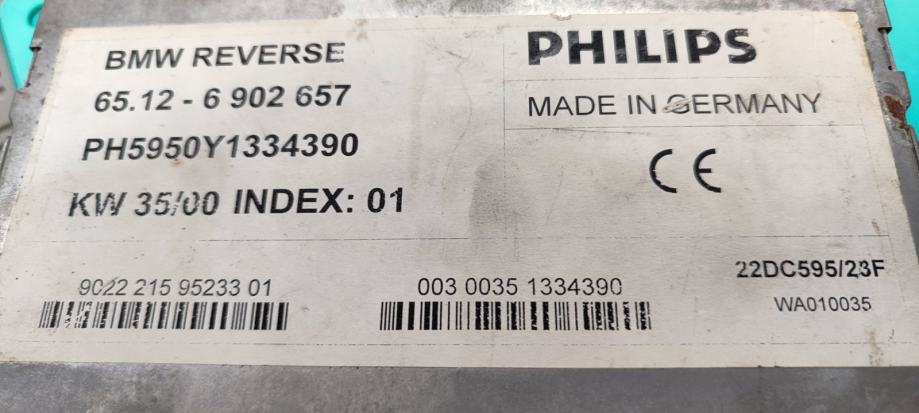 BMW REVERSE
65.12 - 6 902 657
PH5950Y1334390
KW 35/00 INDEX: 01
PHILIPS
MADE IN GERMANY
CE
9022 215 95233 01
003 0035 1334390
22DC595/23F
WA010035